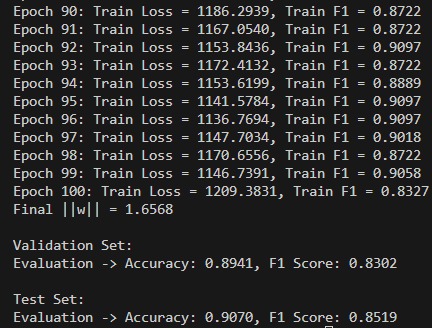 Epoch 90: Train Loss = 1186.2939, Train F1 = 0.8722
Epoch 91: Train Loss = 1167.0540, Train F1 = 0.8722
Epoch 92: Train Loss = 1153.8436, Train F1 = 0.9097
Epoch 93: Train Loss = 1172.4132, Train F1 = 0.8722
Epoch 94: Train Loss = 1153.6199, Train F1 = 0.8889
Epoch 95: Train Loss = 1141.5784, Train F1 = 0.9097
Epoch 96: Train Loss = 1136.7694, Train F1 = 0.9097
Epoch 97: Train Loss = 1147.7034, Train F1 = 0.9018
Epoch 98: Train Loss = 1170.6556, Train F1 = 0.8722
Epoch 99: Train Loss = 1146.7391, Train F1 = 0.9058
Epoch 100: Train Loss = 1209.3831, Train F1 = 0.8327
Final ||w|| = 1.6568
Validation Set:
Evaluation -> Accuracy: 0.8941, F1 Score: 0.8302
Test Set:
Evaluation -> Accuracy: 0.9070, F1 Score: 0.8519